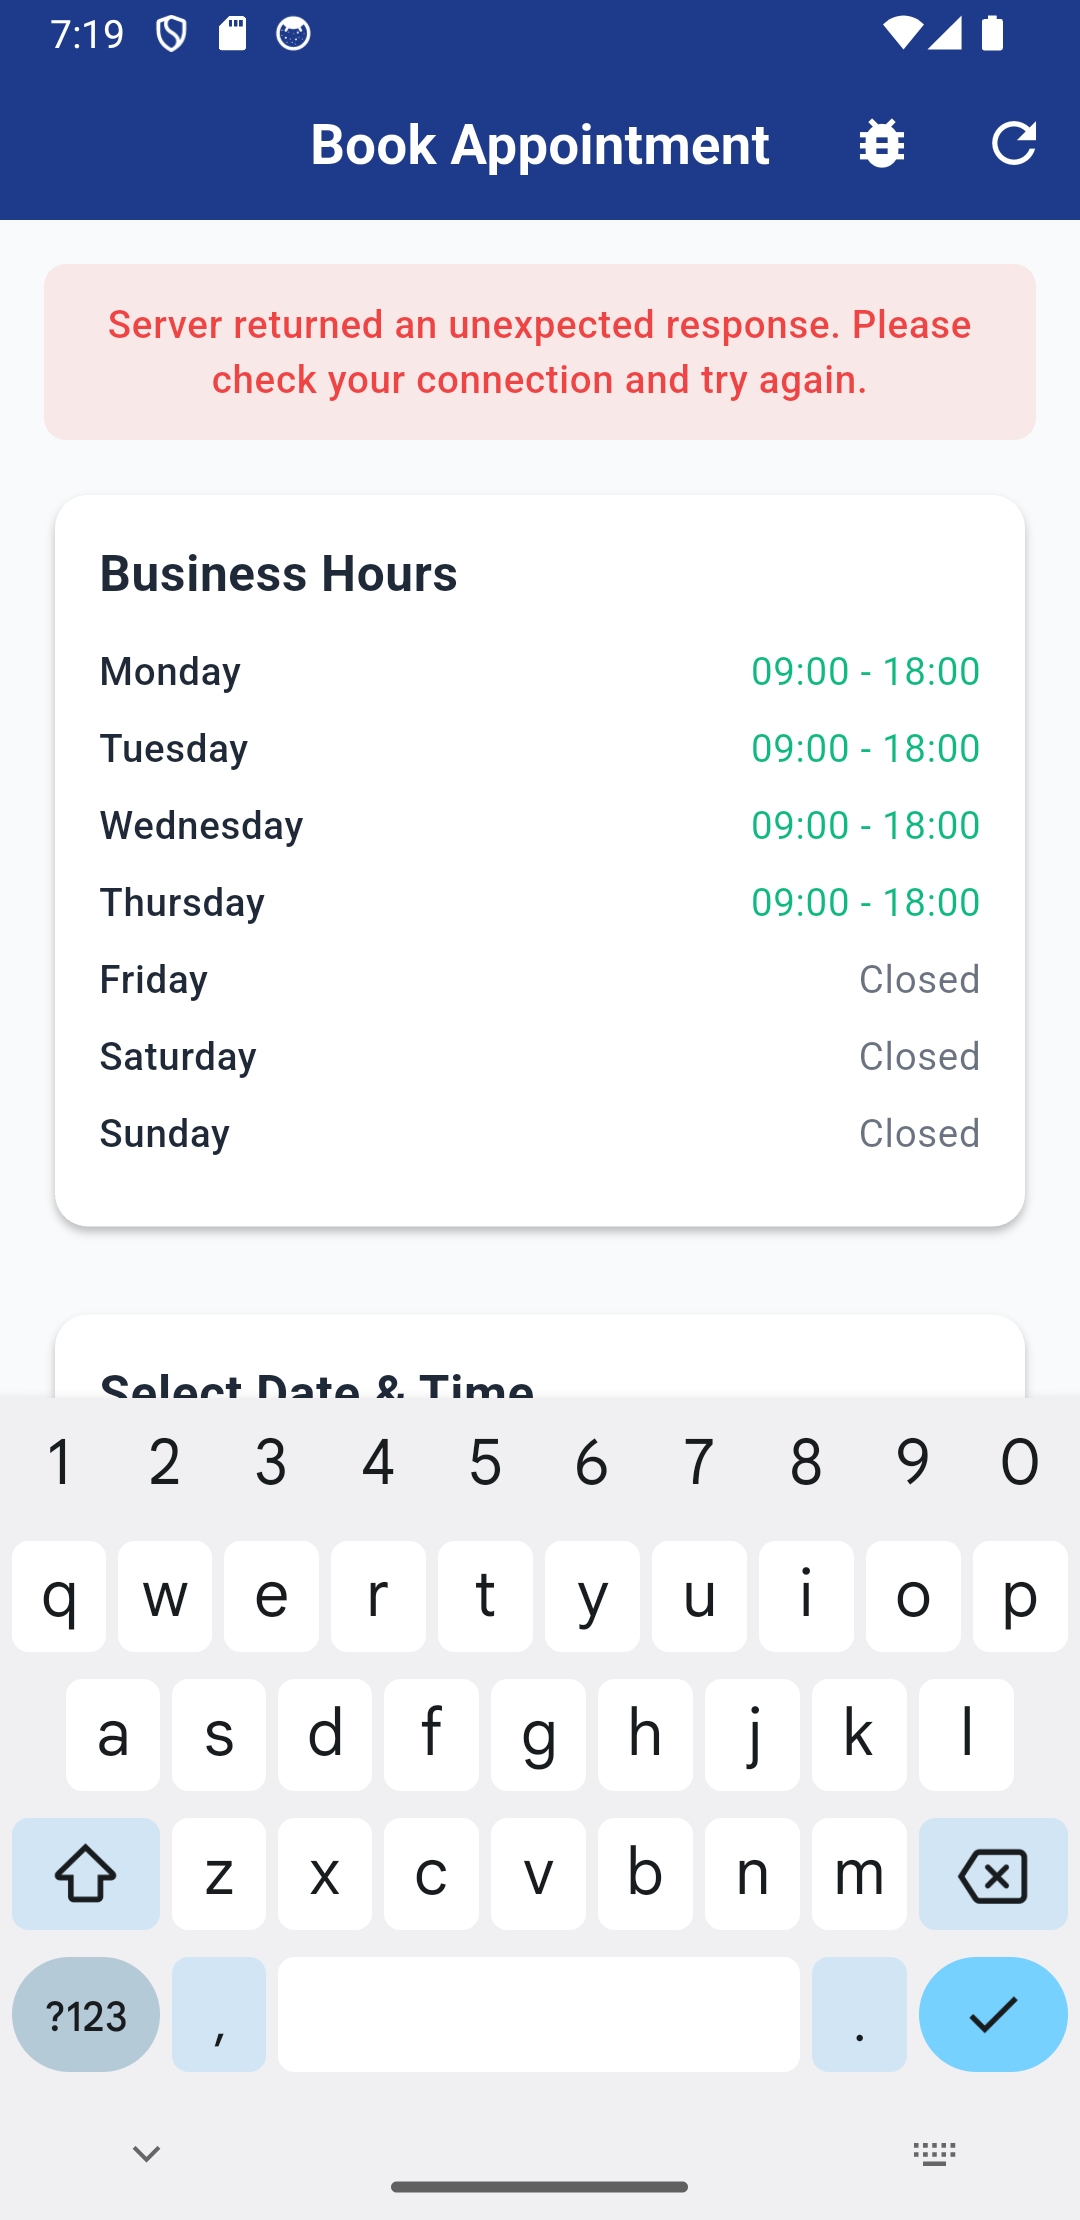 7:19
Book Appointment
Server returned an unexpected response. Please
check your connection and try again.
Business Hours
Monday 09:00 - 18:00
Tuesday 09:00 - 18:00
Wednesday 09:00 - 18:00
Thursday 09:00 - 18:00
Friday Closed
Saturday Closed
Sunday Closed
Select Date & Time
1 2 3 4 5 6 7 8 9 0
q w e r t y u i o p
a s d f g h j k l
z x c v b n m
?123 , .